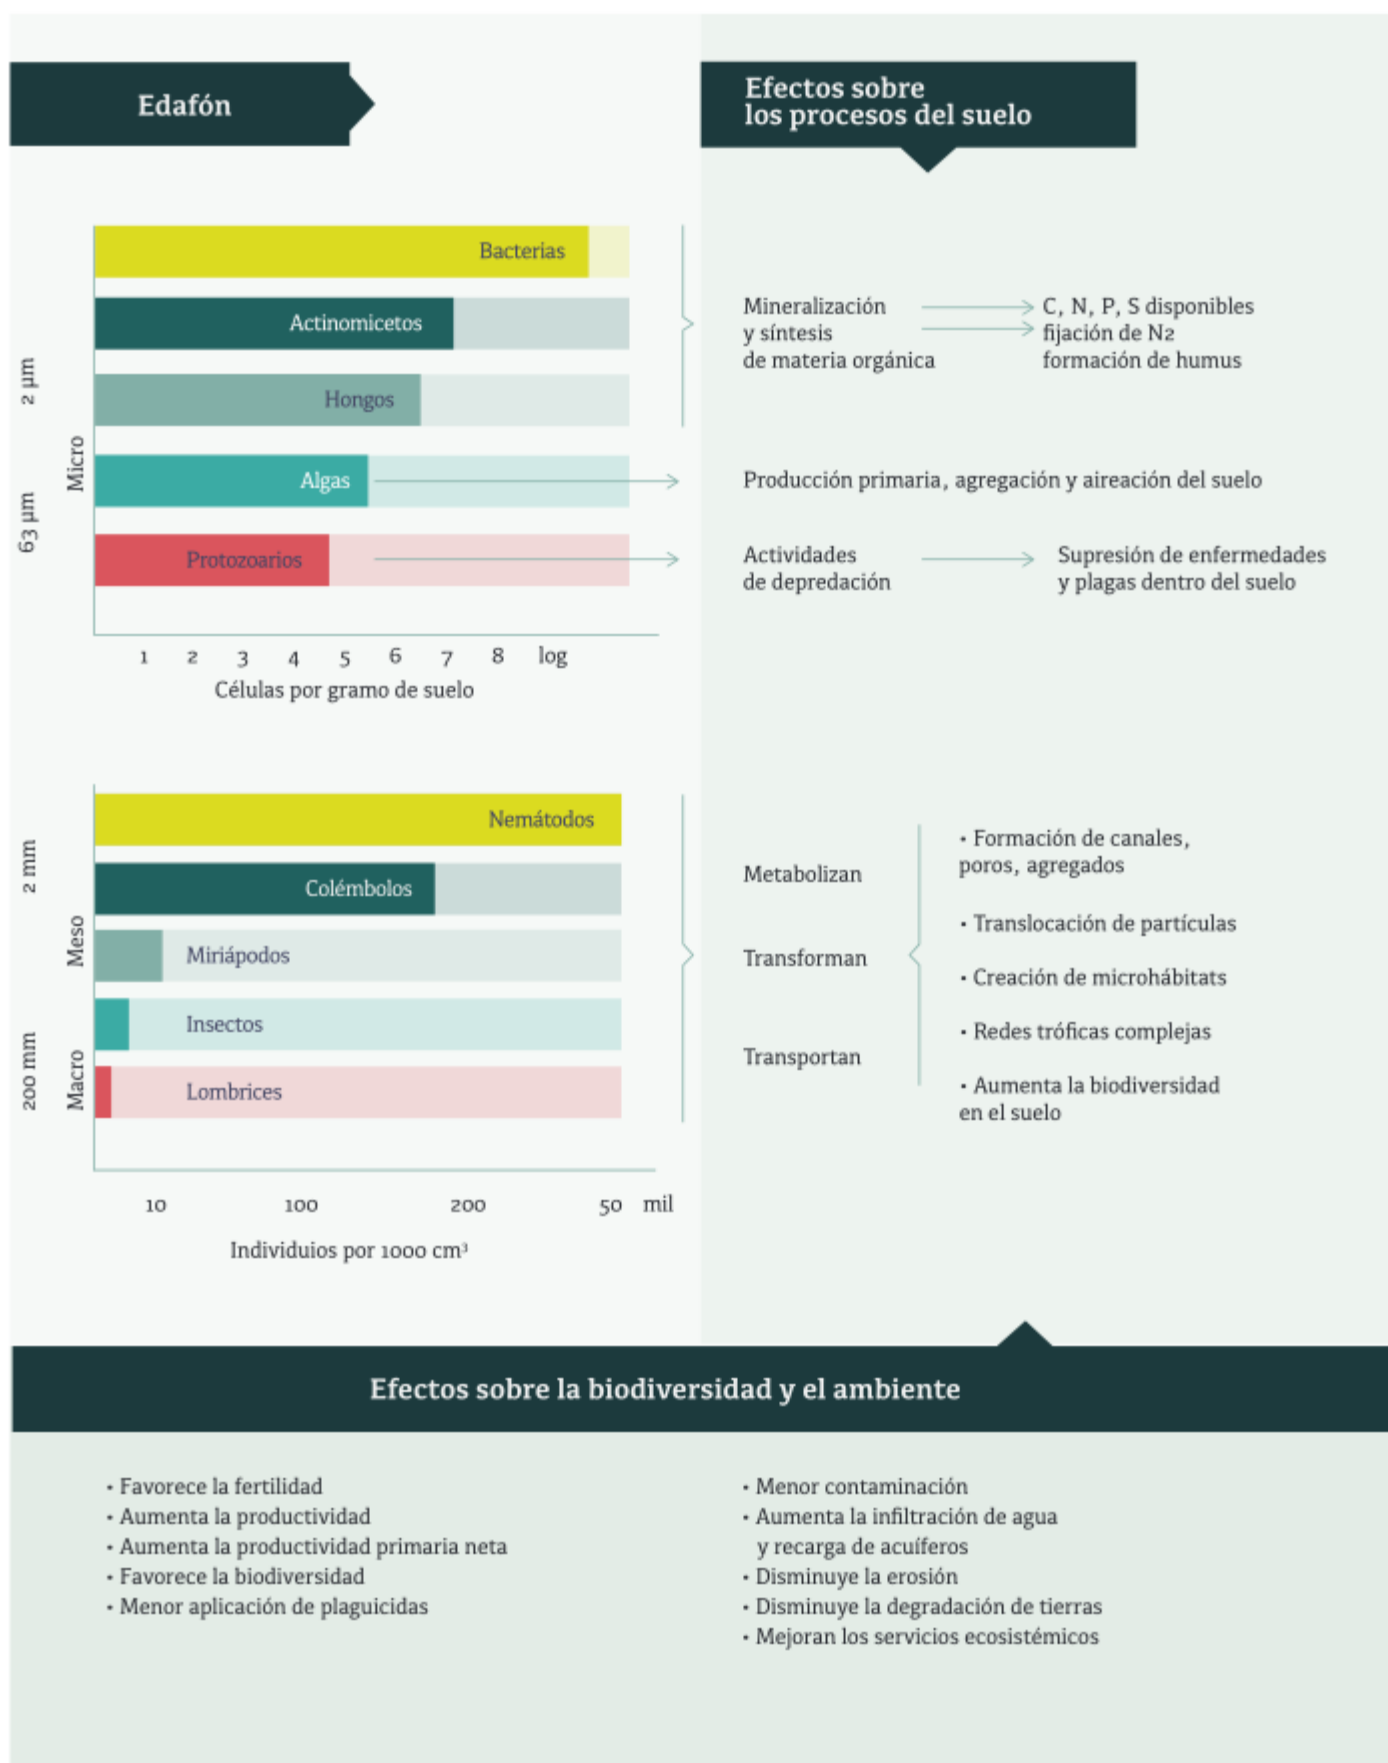 Edafón
Efectos sobre
los procesos del suelo
2 µm
63 µm
Micro
Bacterias
Actinomicetos
Hongos
Algas
Protozoarios
1 2 3 4 5 6 7 8 log
Células por gramo de suelo
Mineralización
y síntesis
de materia orgánica
C, N, P, S disponibles
fijación de N2
formación de humus
Producción primaria, agregación y aireación del suelo
Actividades
de depredación
Supresión de enfermedades
y plagas dentro del suelo
2 mm
200 mm
Meso
Macro
Nemátodos
Colémbolos
Miriápodos
Insectos
Lombrices
10 100 200 50 mil
Individuios por 1000 cm³
Metabolizan
Transforman
Transportan
• Formación de canales,
poros, agregados
• Translocación de partículas
• Creación de microhábitats
• Redes tróficas complejas
• Aumenta la biodiversidad
en el suelo
Efectos sobre la biodiversidad y el ambiente
• Favorece la fertilidad
• Aumenta la productividad
• Aumenta la productividad primaria neta
• Favorece la biodiversidad
• Menor aplicación de plaguicidas
• Menor contaminación
• Aumenta la infiltración de agua
y recarga de acuíferos
• Disminuye la erosión
• Disminuye la degradación de tierras
• Mejoran los servicios ecosistémicos